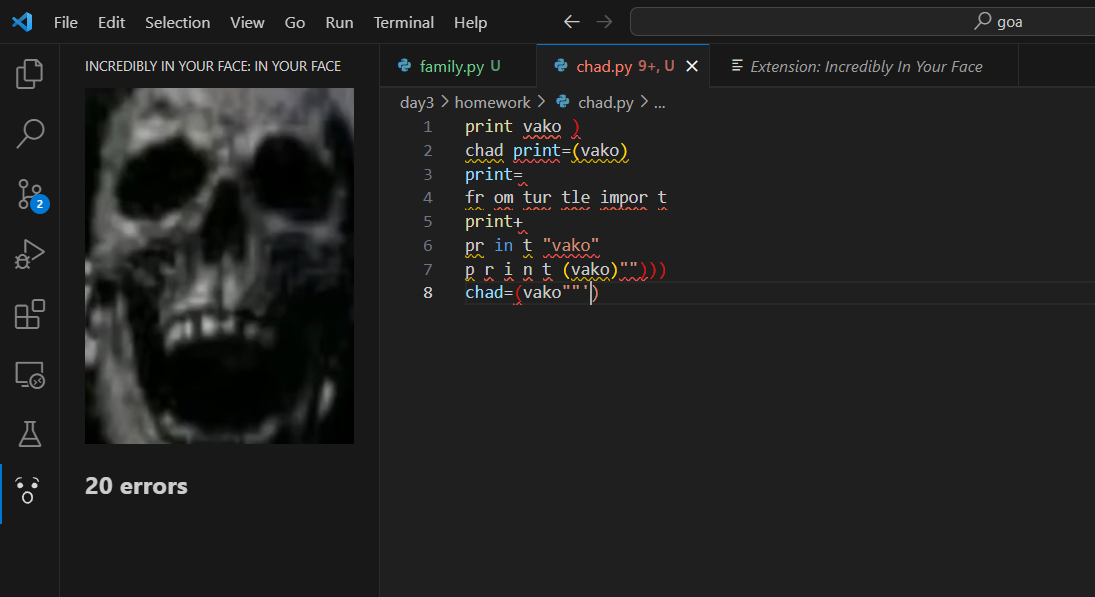 File Edit Selection View Go Run Terminal Help
goa
INCREDIBLY IN YOUR FACE: IN YOUR FACE
family.py U
chad.py 9+, U
Extension: Incredibly In Your Face
day3 > homework > chad.py > ...
1 print vako )
2 chad print=(vako)
3 print=
4 fr om tur tle impor t
5 print+
6 pr in t "vako"
7 p r i n t (vako)"")))
8 chad=(vako""')
2
20 errors